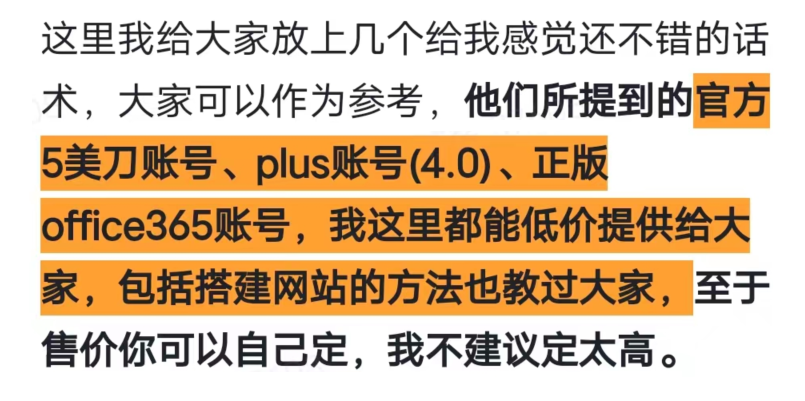 这里我给大家放上几个给我感觉还不错的话
术，大家可以作为参考，他们所提到的官方
5美刀账号、plus账号(4.0)、正版
office365账号，我这里都能低价提供给大
家，包括搭建网站的方法也教过大家，至于
售价你可以自己定，我不建议定太高。